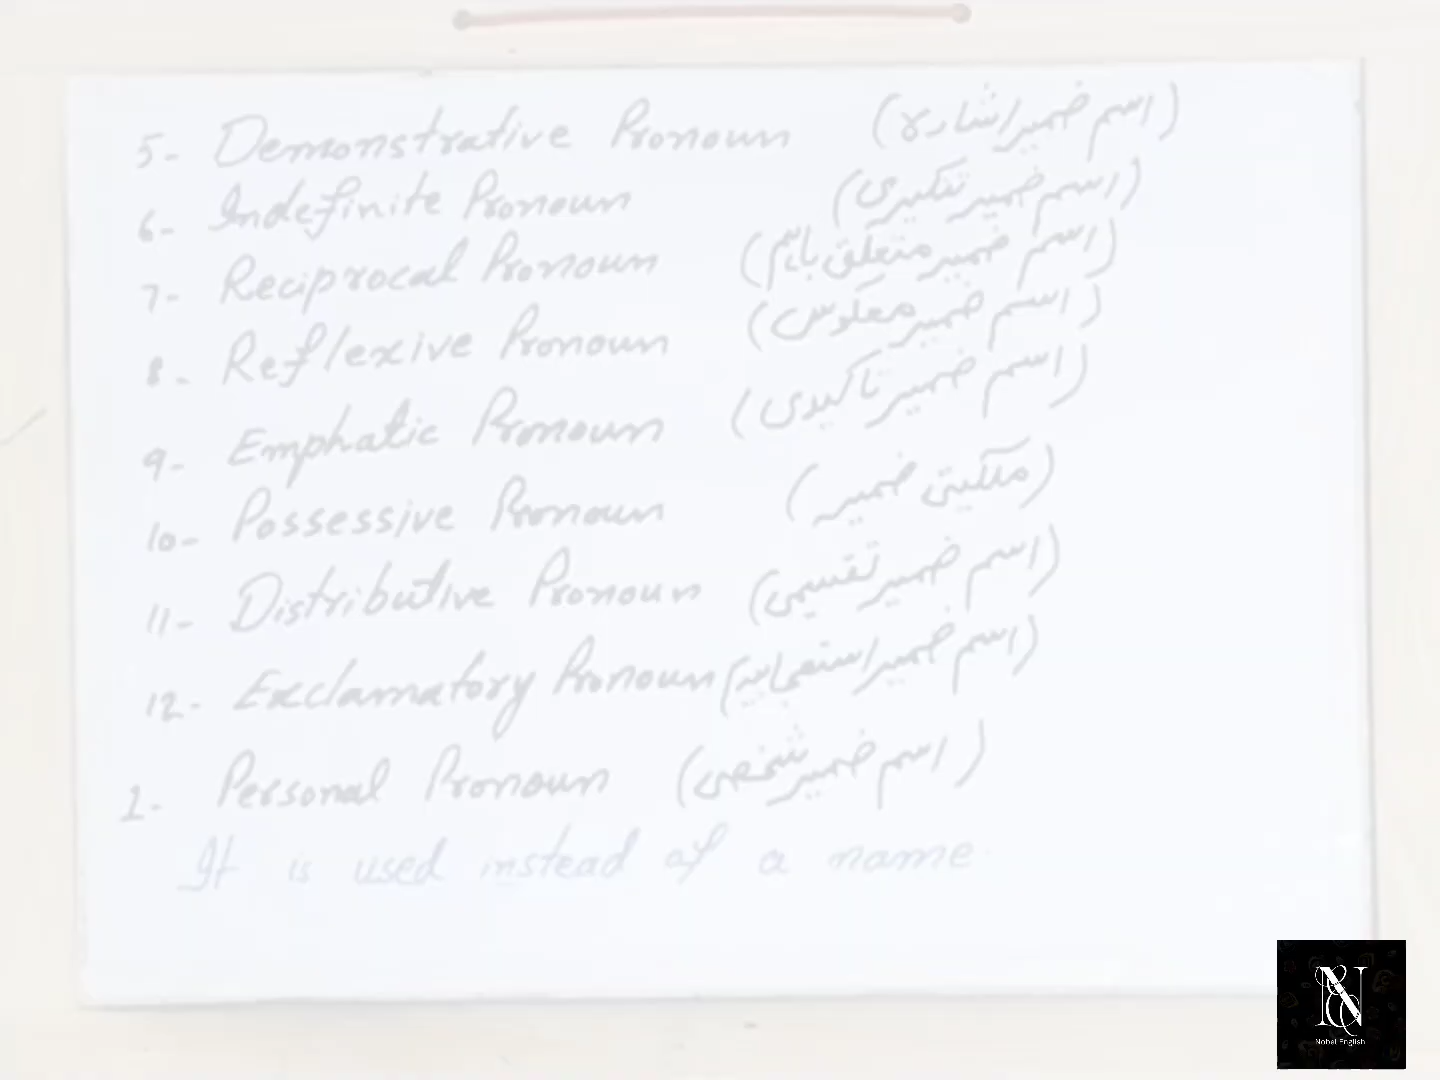 5- Demonstrative Pronoun (اسم ضمیر اشارہ)
6- Indefinite Pronoun (اسم ضمیر تنکیری)
7- Reciprocal Pronoun (اسم ضمیر متعلق باہم)
8- Reflexive Pronoun (اسم ضمیر معکوس)
9- Emphatic Pronoun (اسم ضمیر تاکیدی)
10- Possessive Pronoun (ملکیتی ضمیر)
11- Distributive Pronoun (اسم ضمیر تقسیمی)
12- Exclamatory Pronoun (اسم ضمیر)
1- Personal Pronoun (اسم ضمیر شخصی)
It is used instead of a name
Nobel English